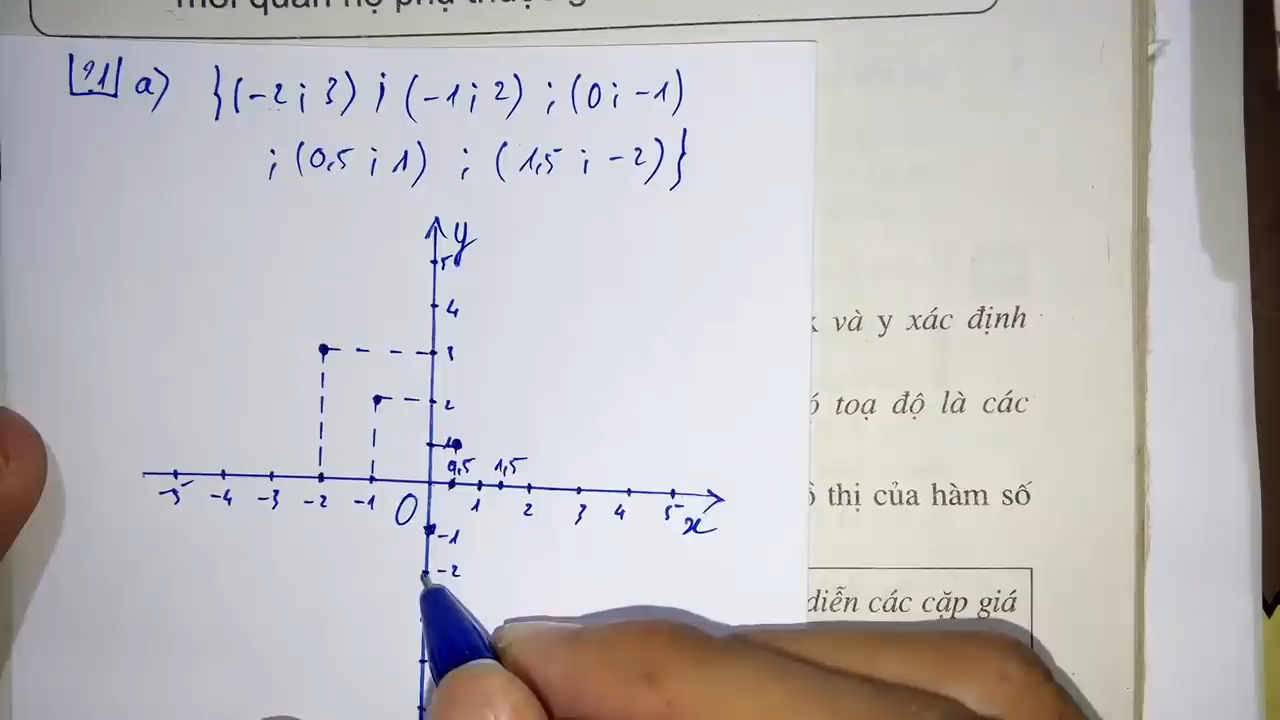 ?1 a) {(-2; 3); (-1; 2); (0; -1)
; (0,5; 1); (1,5; -2)}
y
5
4
3
2
1
0,5 1,5
-5 -4 -3 -2 -1 O 1 2 3 4 5 x
-1
-2
và y xác định
toạ độ là các
thị của hàm số
diễn các cặp giá